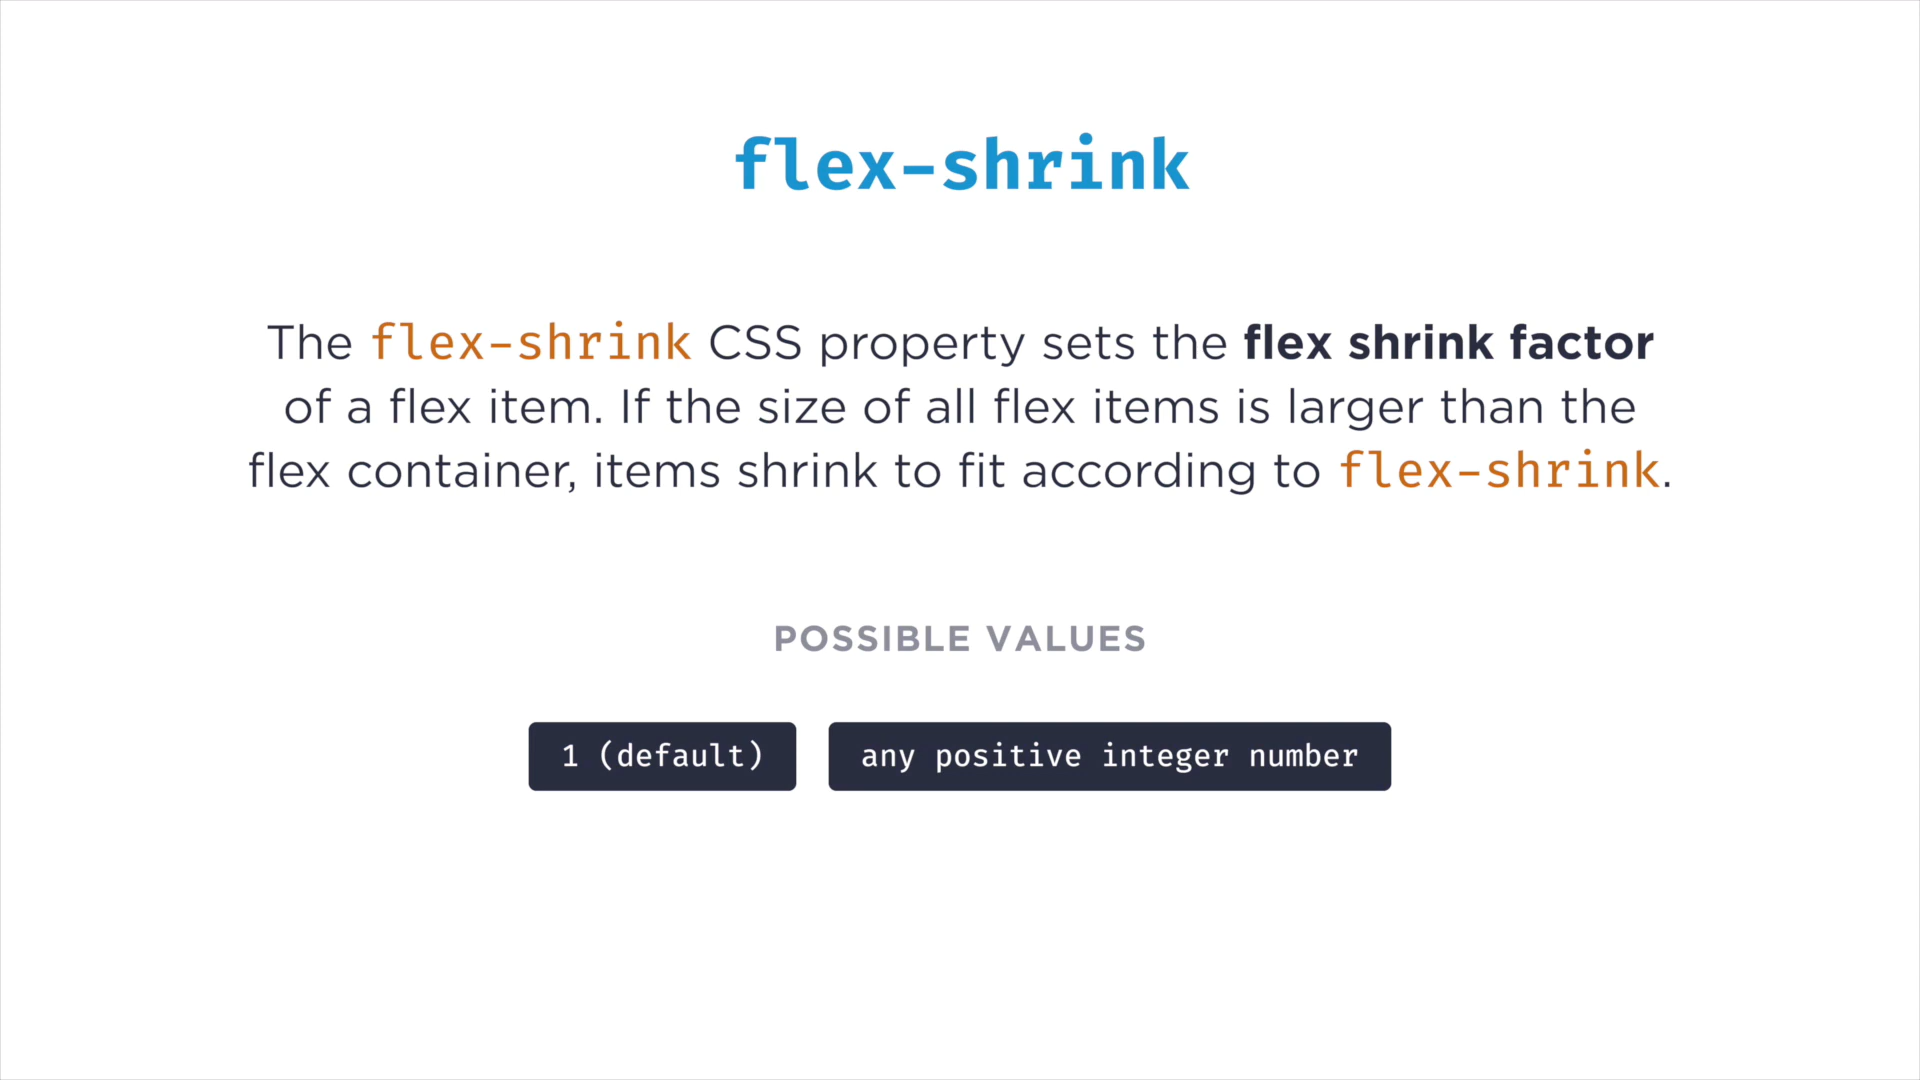 flex-shrink
The flex-shrink CSS property sets the flex shrink factor
of a flex item. If the size of all flex items is larger than the
flex container, items shrink to fit according to flex-shrink.
POSSIBLE VALUES
1 (default)
any positive integer number